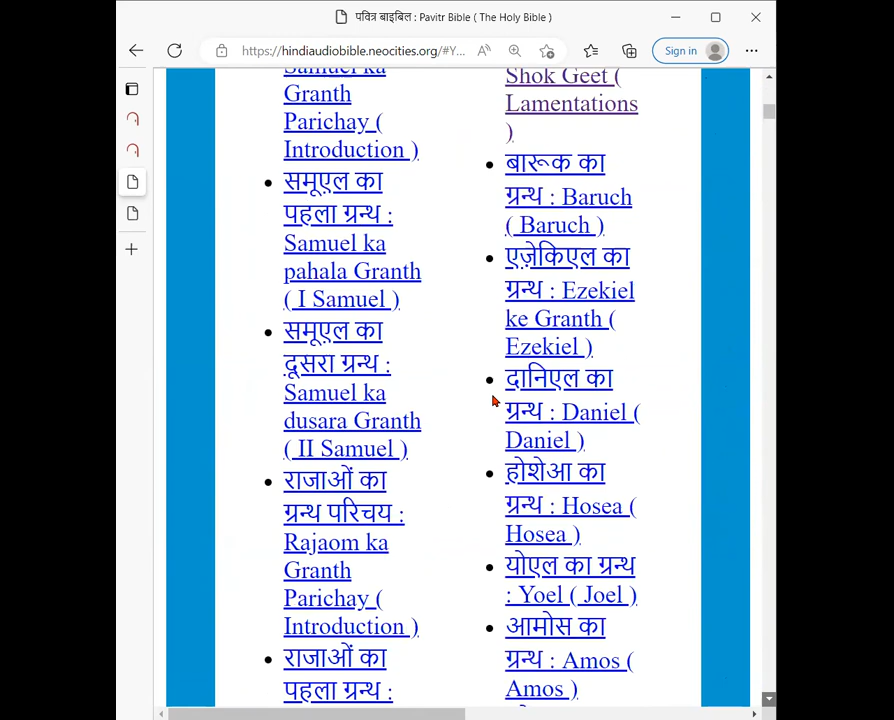 पवित्र बाइबिल : Pavitr Bible ( The Holy Bible )
https://hindiaudiobible.neocities.org/#Y...
Sign in
Samuel ka
Granth
Parichay (
Introduction )
समूएल का
पहला ग्रन्थ :
Samuel ka
pahala Granth
( I Samuel )
समूएल का
दूसरा ग्रन्थ :
Samuel ka
dusara Granth
( II Samuel )
राजाओं का
ग्रन्थ परिचय :
Rajaom ka
Granth
Parichay (
Introduction )
राजाओं का
पहला ग्रन्थ :
Shok Geet (
Lamentations
)
बारूक का
ग्रन्थ : Baruch
( Baruch )
एज़ेकिएल का
ग्रन्थ : Ezekiel
ke Granth (
Ezekiel )
दानिएल का
ग्रन्थ : Daniel (
Daniel )
होशेआ का
ग्रन्थ : Hosea (
Hosea )
योएल का ग्रन्थ
: Yoel ( Joel )
आमोस का
ग्रन्थ : Amos (
Amos )